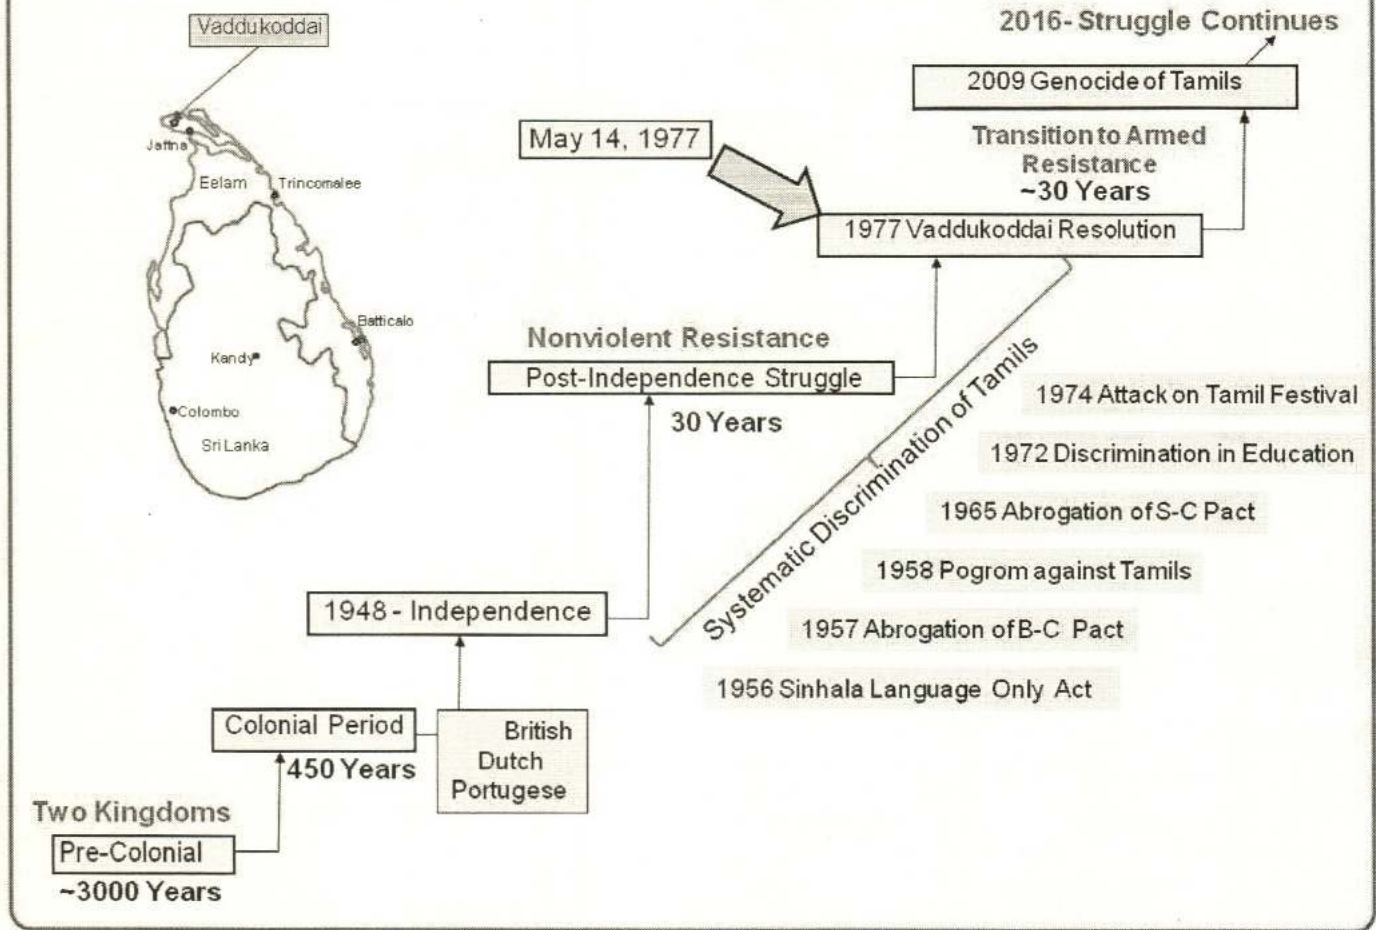 Vaddukoddai
Jaffna
Eelam
Trincomalee
Batticalo
Kandy
Colombo
Sri Lanka
2016- Struggle Continues
2009 Genocide of Tamils
Transition to Armed
Resistance
~30 Years
May 14, 1977
1977 Vaddukoddai Resolution
Nonviolent Resistance
Post-Independence Struggle
30 Years
Systematic Discrimination of Tamils
1974 Attack on Tamil Festival
1972 Discrimination in Education
1965 Abrogation of S-C Pact
1958 Pogrom against Tamils
1957 Abrogation of B-C Pact
1956 Sinhala Language Only Act
1948 - Independence
Colonial Period
450 Years
British
Dutch
Portugese
Two Kingdoms
Pre-Colonial
~3000 Years